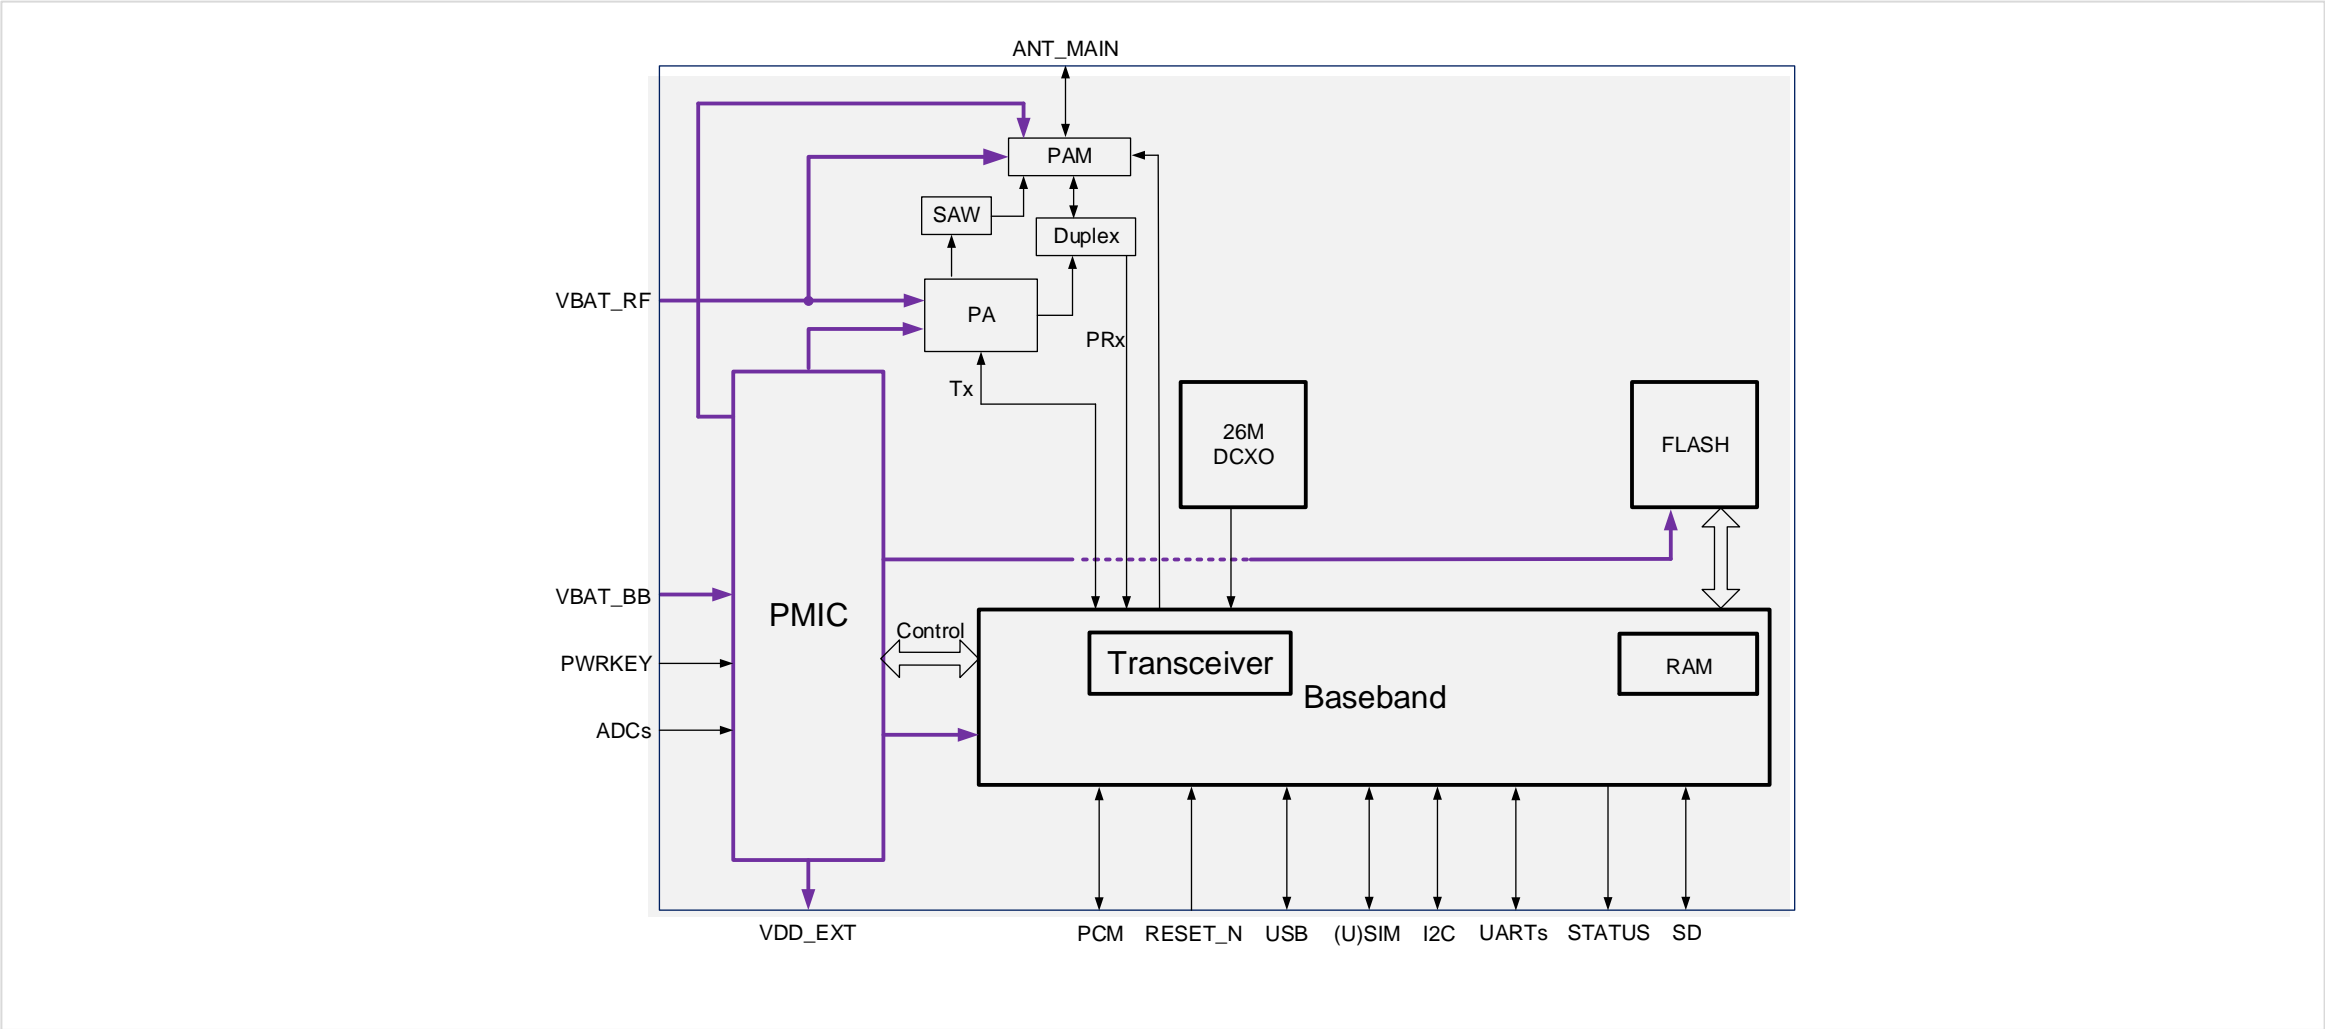 ANT_MAIN
PAM
SAW
Duplex
VBAT_RF
PA
PRx
Tx
26M
DCXO
FLASH
VBAT_BB
PMIC
Control
PWRKEY
Transceiver
RAM
Baseband
ADCs
VDD_EXT
PCM
RESET_N
USB
(U)SIM
I2C
UARTs
STATUS
SD